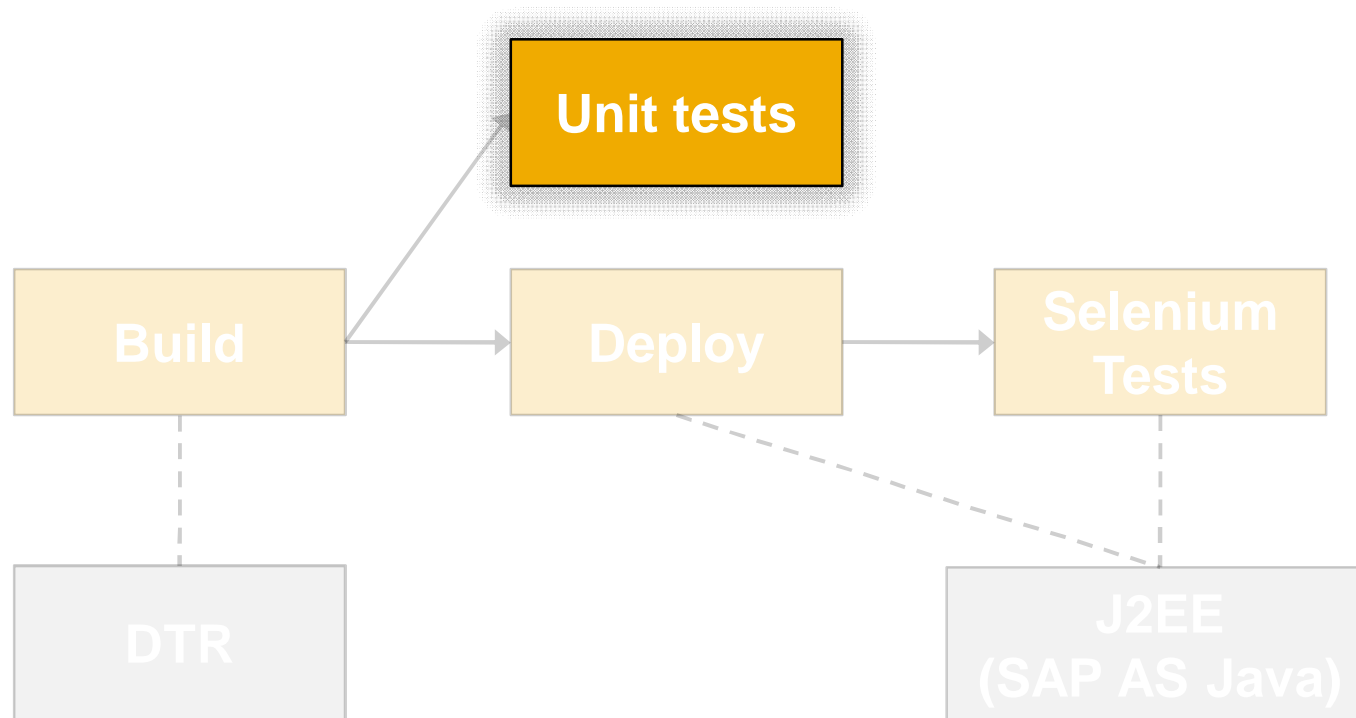 Unit tests
Build
Deploy
Selenium
Tests
DTR
J2EE
(SAP AS Java)